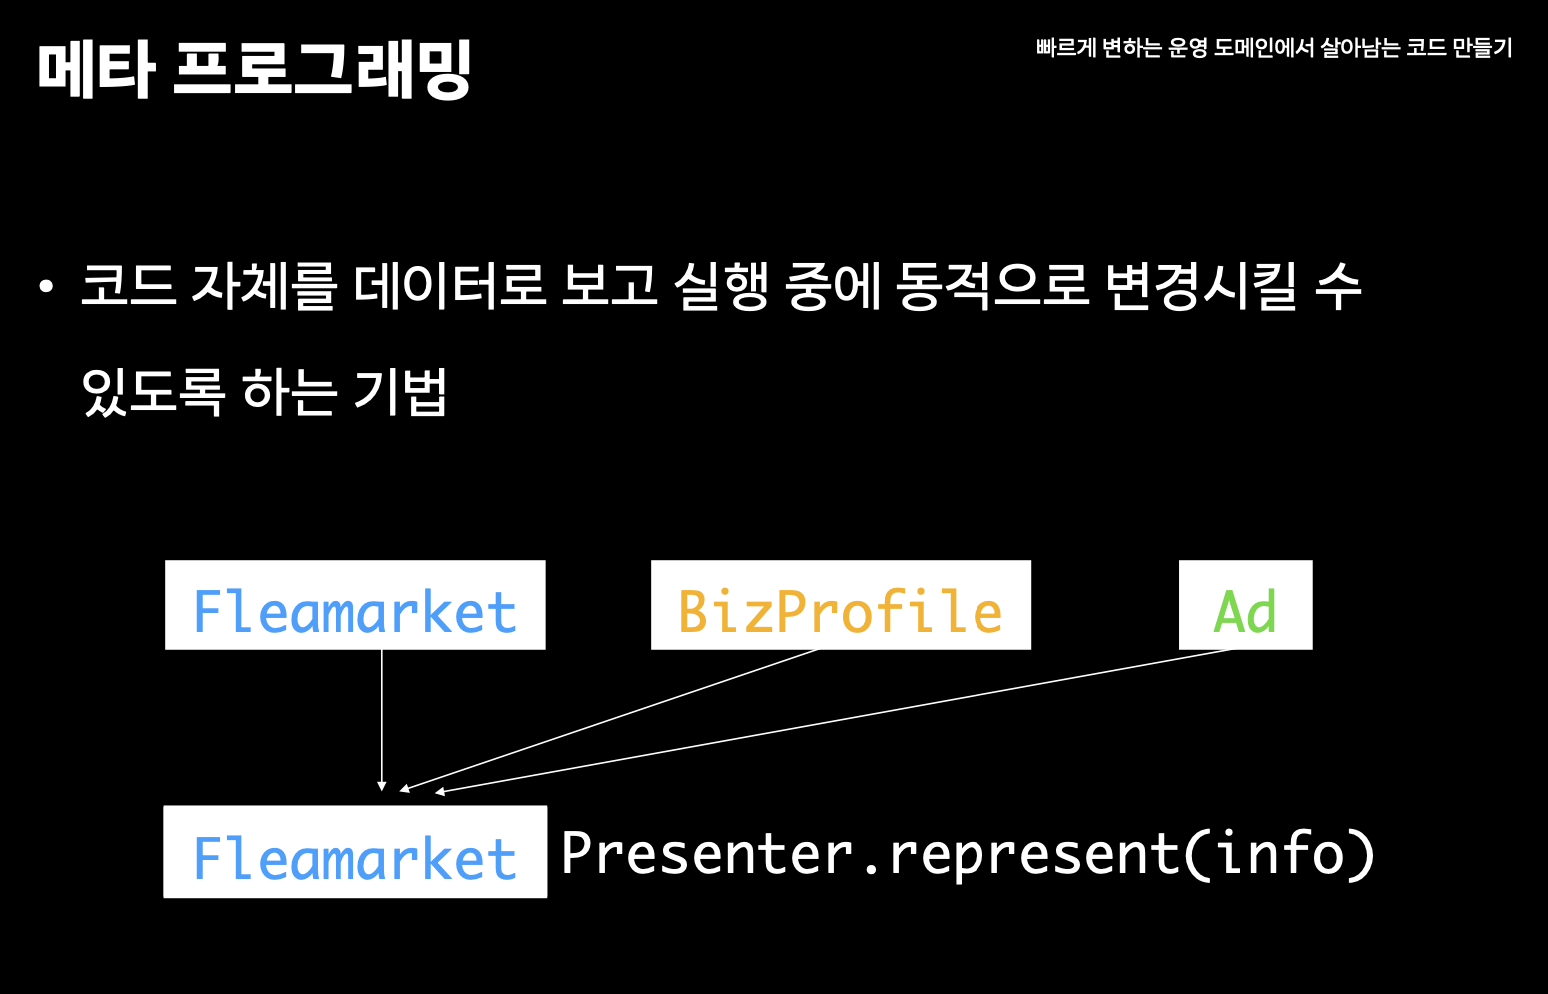 메타 프로그래밍
빠르게 변하는 운영 도메인에서 살아남는 코드 만들기
• 코드 자체를 데이터로 보고 실행 중에 동적으로 변경시킬 수
있도록 하는 기법
Fleamarket BizProfile Ad
Fleamarket Presenter.represent(info)